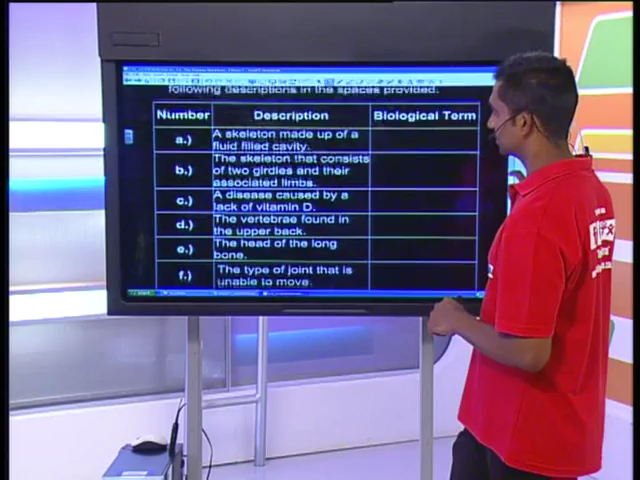 following descriptions in the spaces provided.
Number Description Biological Term
a.) A skeleton made up of a
fluid filled cavity.
b.) The skeleton that consists
of two girdles and their
associated limbs.
c.) A disease caused by a
lack of vitamin D.
d.) The vertebrae found in
the upper back.
e.) The head of the long
bone.
f.) The type of joint that is
unable to move.